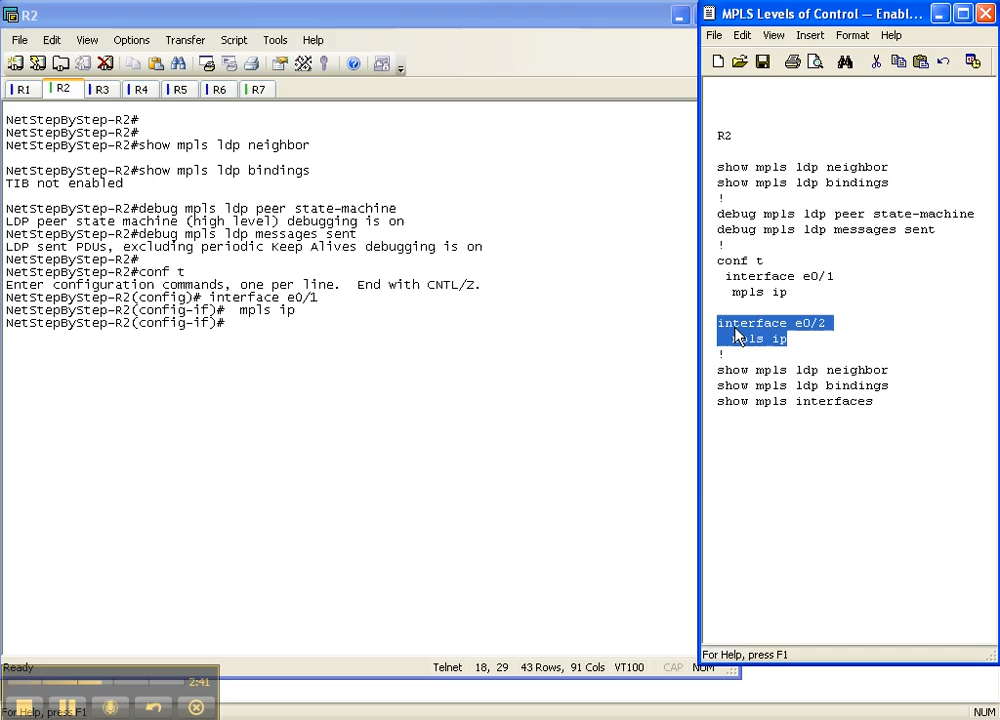 R2
File Edit View Options Transfer Script Tools Help
R1 R2 R3 R4 R5 R6 R7
NetStepByStep-R2#
NetStepByStep-R2#
NetStepByStep-R2#show mpls ldp neighbor
NetStepByStep-R2#show mpls ldp bindings
TIB not enabled
NetStepByStep-R2#debug mpls ldp peer state-machine
LDP peer state machine (high level) debugging is on
NetStepByStep-R2#debug mpls ldp messages sent
LDP sent PDUs, excluding periodic Keep Alives debugging is on
NetStepByStep-R2#
NetStepByStep-R2#conf t
Enter configuration commands, one per line. End with CNTL/Z.
NetStepByStep-R2(config)# interface e0/1
NetStepByStep-R2(config-if)# mpls ip
NetStepByStep-R2(config-if)#
Ready
Telnet 18, 29 43 Rows, 91 Cols VT100 CAP NUM
2:41
For Help, press F1
NUM
MPLS Levels of Control — Enabl...
File Edit View Insert Format Help
R2
show mpls ldp neighbor
show mpls ldp bindings
!
debug mpls ldp peer state-machine
debug mpls ldp messages sent
!
conf t
interface e0/1
mpls ip
interface e0/2
mpls ip
!
show mpls ldp neighbor
show mpls ldp bindings
show mpls interfaces
For Help, press F1